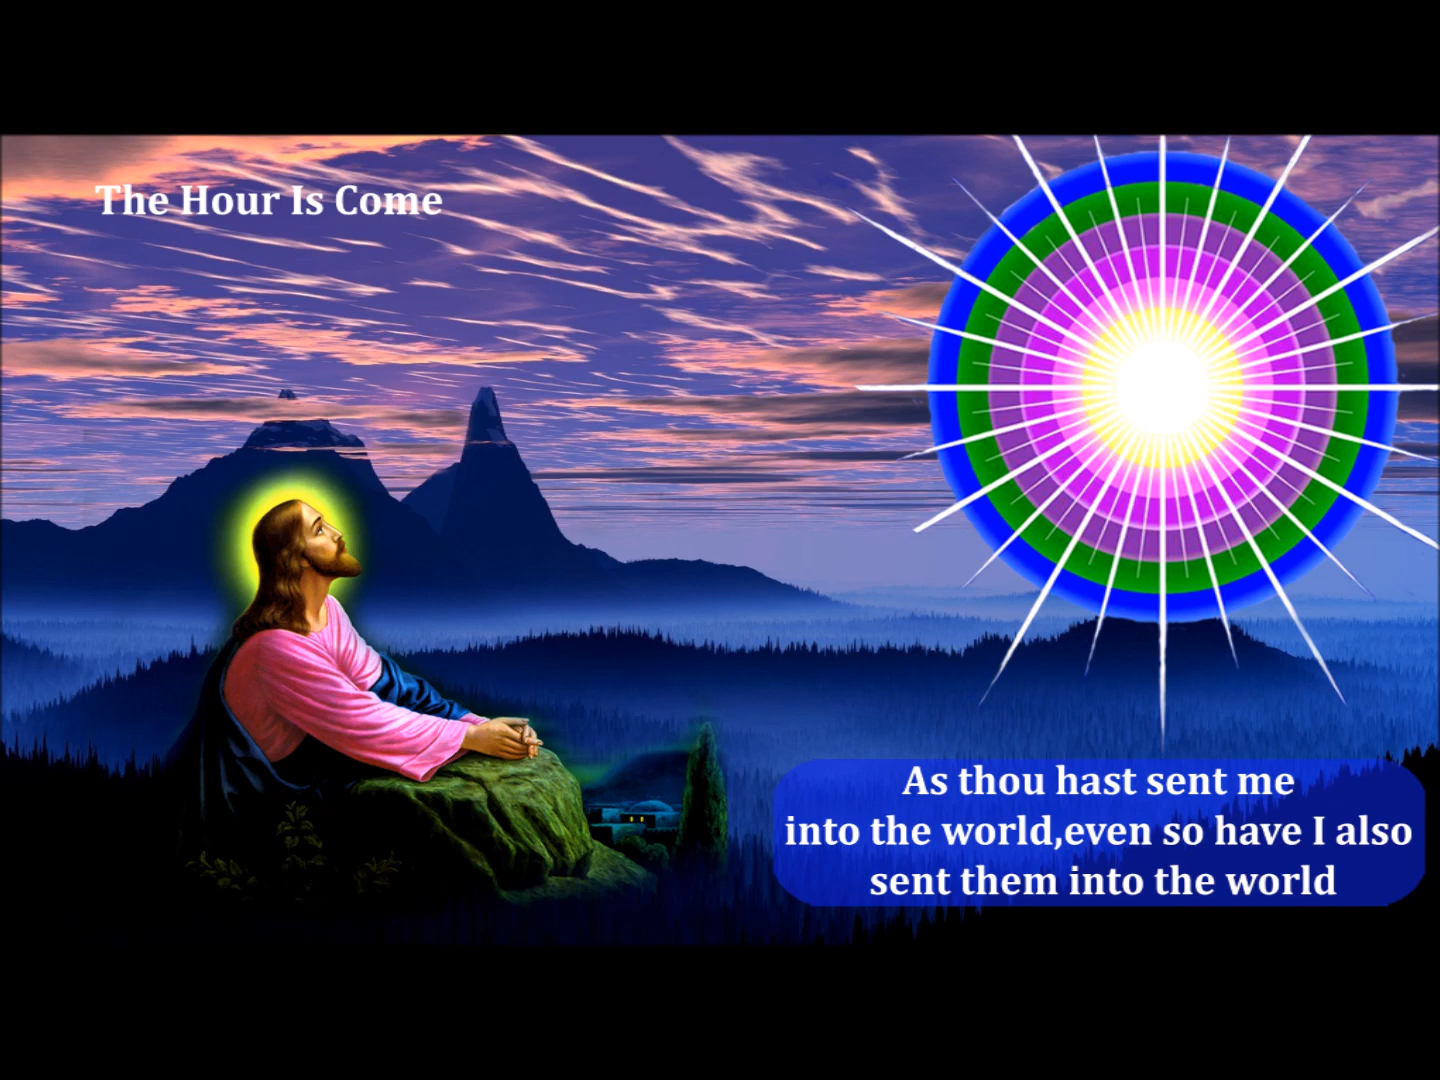 The Hour Is Come
As thou hast sent me
into the world,even so have I also
sent them into the world